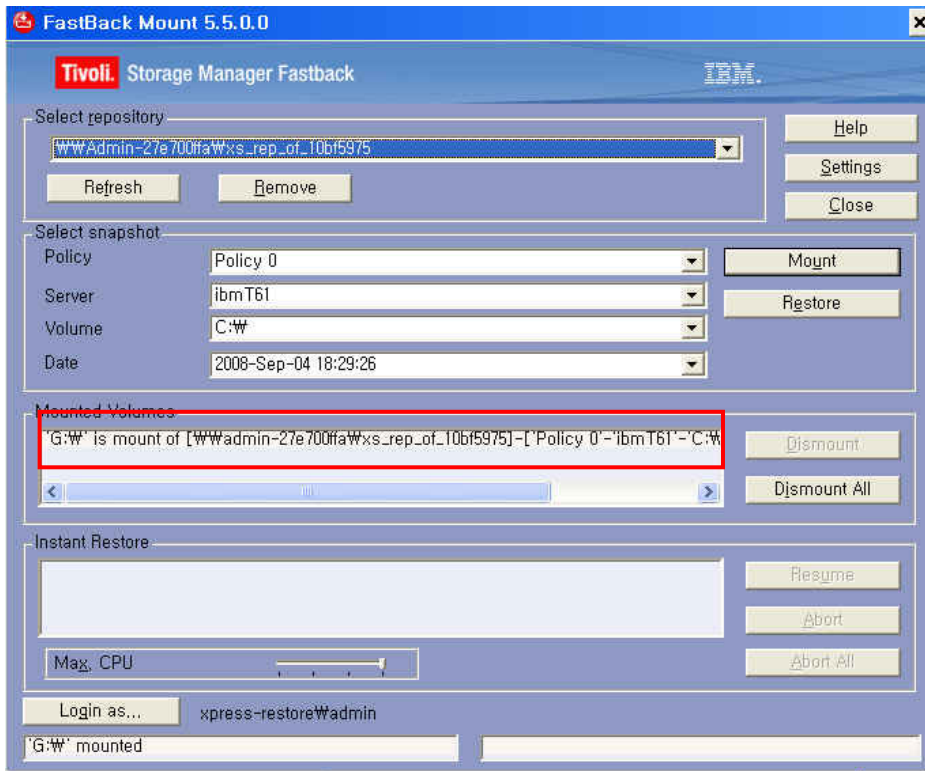 FastBack Mount 5.5.0.0
Tivoli. Storage Manager Fastback
IBM.
Select repository
₩₩Admin-27e700ffa₩xs_rep_of_10bf5975
Help
Refresh
Remove
Settings
Close
Select snapshot
Policy
Policy 0
Mount
Server
ibmT61
Restore
Volume
C:₩
Date
2008-Sep-04 18:29:26
Mounted Volumes
'G:₩' is mount of [₩₩admin-27e700ffa₩xs_rep_of_10bf5975]-['Policy 0'-'ibmT61'-'C:₩
Dismount
Dismount All
Instant Restore
Resume
Abort
Max, CPU
Abort All
Login as...
xpress-restore₩admin
'G:₩' mounted